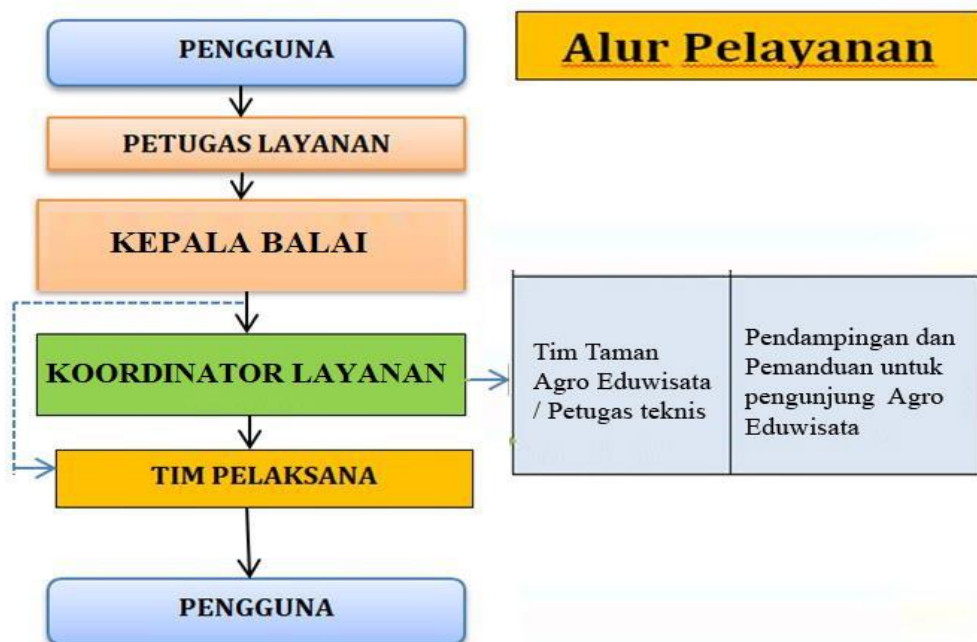 Alur Pelayanan
PENGGUNA
PETUGAS LAYANAN
KEPALA BALAI
KOORDINATOR LAYANAN
Tim Taman
Agro Eduwisata
/ Petugas teknis
Pendampingan dan
Pemanduan untuk
pengunjung Agro
Eduwisata
TIM PELAKSANA
PENGGUNA